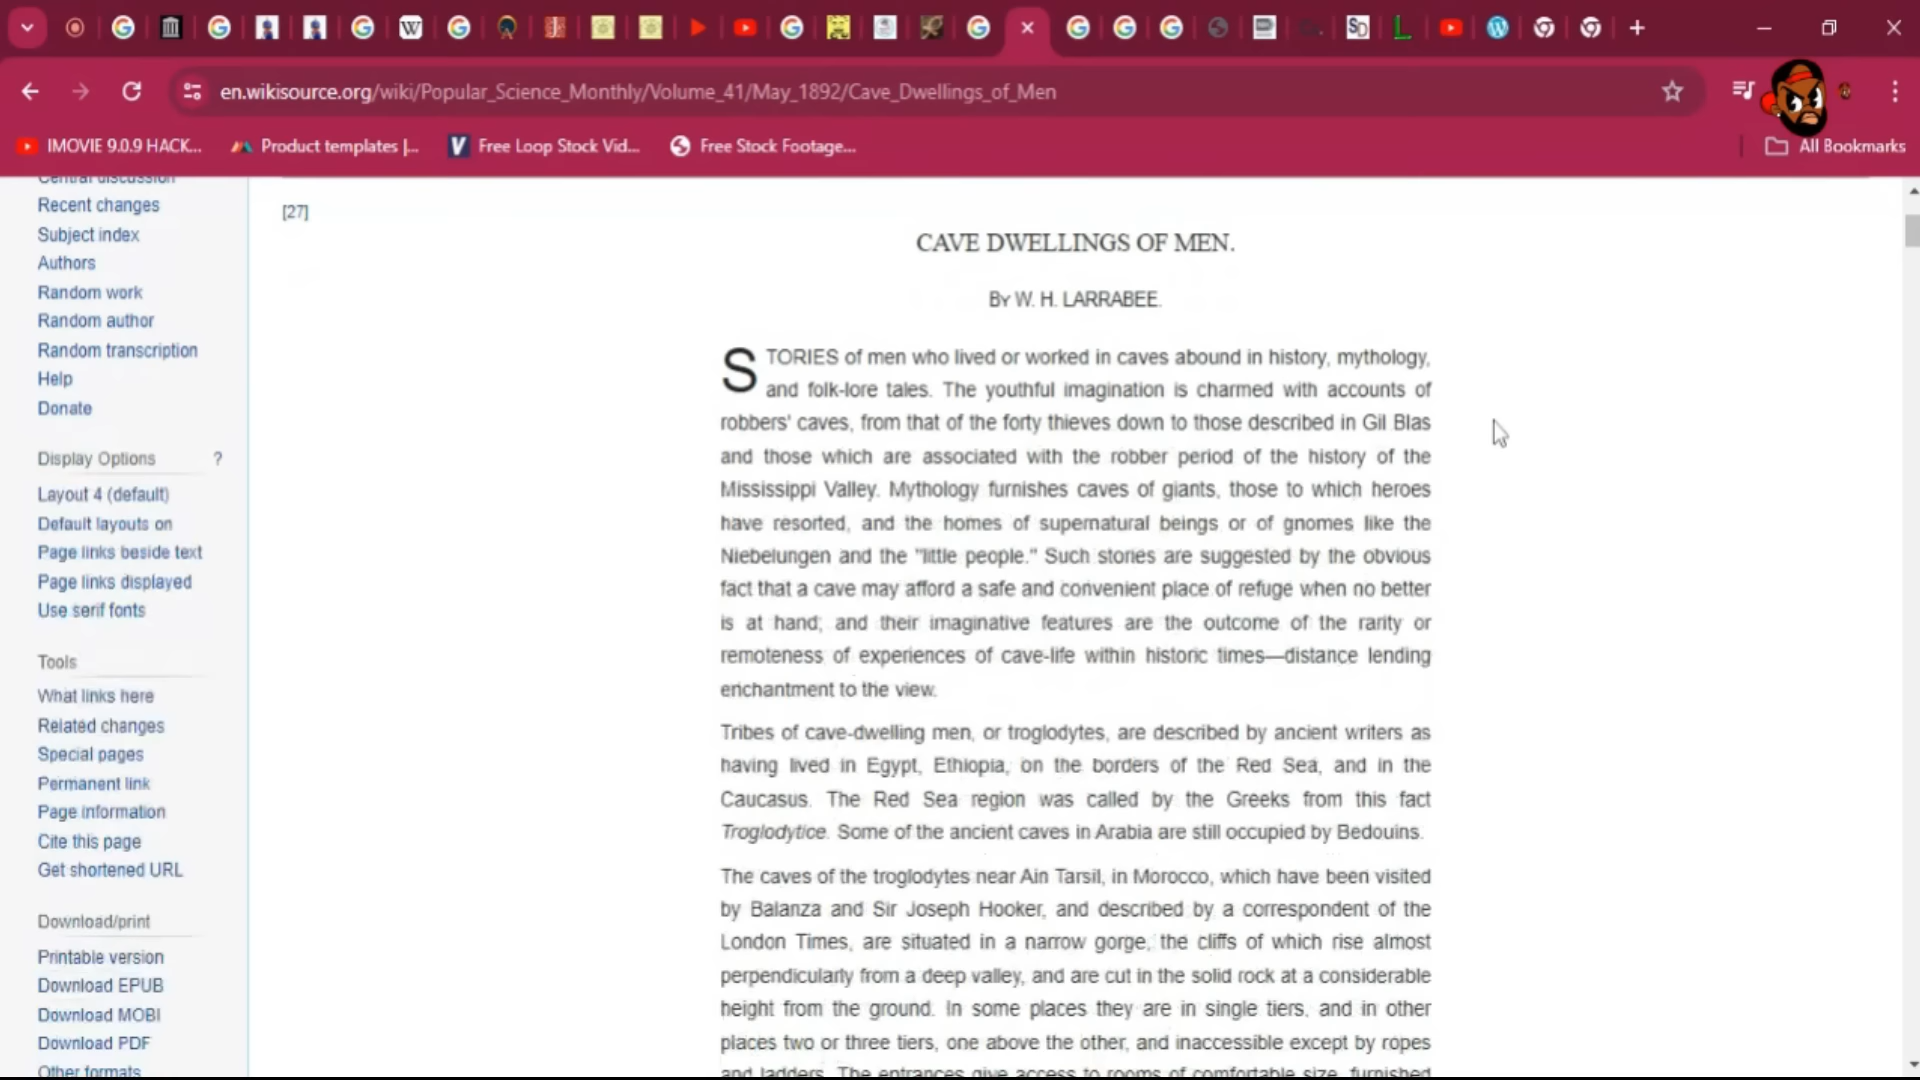 en.wikisource.org/wiki/Popular_Science_Monthly/Volume_41/May_1892/Cave_Dwellings_of_Men
IMOVIE 9.0.9 HACK...
Product templates |...
Free Loop Stock Vid...
Free Stock Footage...
All Bookmarks
Central discussion
Recent changes
Subject index
Authors
Random work
Random author
Random transcription
Help
Donate
Display Options ?
Layout 4 (default)
Default layouts on
Page links beside text
Page links displayed
Use serif fonts
Tools
What links here
Related changes
Special pages
Permanent link
Page information
Cite this page
Get shortened URL
Download/print
Printable version
Download EPUB
Download MOBI
Download PDF
Other formats
[27]
CAVE DWELLINGS OF MEN.
By W. H. LARRABEE.
STORIES of men who lived or worked in caves abound in history, mythology,
and folk-lore tales. The youthful imagination is charmed with accounts of
robbers' caves, from that of the forty thieves down to those described in Gil Blas
and those which are associated with the robber period of the history of the
Mississippi Valley. Mythology furnishes caves of giants, those to which heroes
have resorted, and the homes of supernatural beings or of gnomes like the
Niebelungen and the "little people." Such stories are suggested by the obvious
fact that a cave may afford a safe and convenient place of refuge when no better
is at hand; and their imaginative features are the outcome of the rarity or
remoteness of experiences of cave-life within historic times—distance lending
enchantment to the view.
Tribes of cave-dwelling men, or troglodytes, are described by ancient writers as
having lived in Egypt, Ethiopia, on the borders of the Red Sea, and in the
Caucasus. The Red Sea region was called by the Greeks from this fact
Troglodytice. Some of the ancient caves in Arabia are still occupied by Bedouins.
The caves of the troglodytes near Ain Tarsil, in Morocco, which have been visited
by Balanza and Sir Joseph Hooker, and described by a correspondent of the
London Times, are situated in a narrow gorge, the cliffs of which rise almost
perpendicularly from a deep valley, and are cut in the solid rock at a considerable
height from the ground. In some places they are in single tiers, and in other
places two or three tiers, one above the other, and inaccessible except by ropes
and ladders. The entrances give access to rooms of comfortable size, furnished